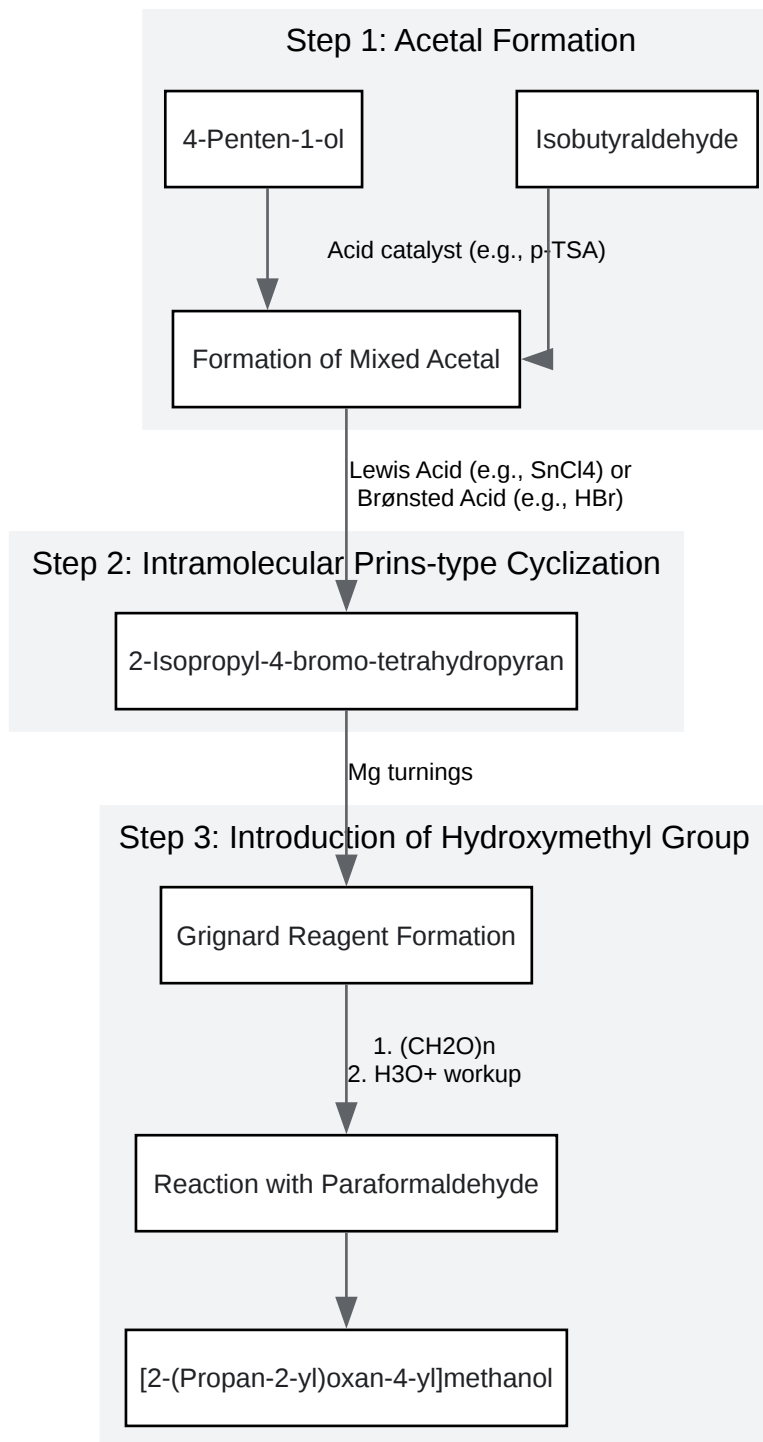 Step 1: Acetal Formation
4-Penten-1-ol
Isobutyraldehyde
Acid catalyst (e.g., p-TSA)
Formation of Mixed Acetal
Lewis Acid (e.g., SnCl4) or
Brønsted Acid (e.g., HBr)
Step 2: Intramolecular Prins-type Cyclization
2-Isopropyl-4-bromo-tetrahydropyran
Mg turnings
Step 3: Introduction of Hydroxymethyl Group
Grignard Reagent Formation
1. (CH2O)n
2. H3O+ workup
Reaction with Paraformaldehyde
[2-(Propan-2-yl)oxan-4-yl]methanol